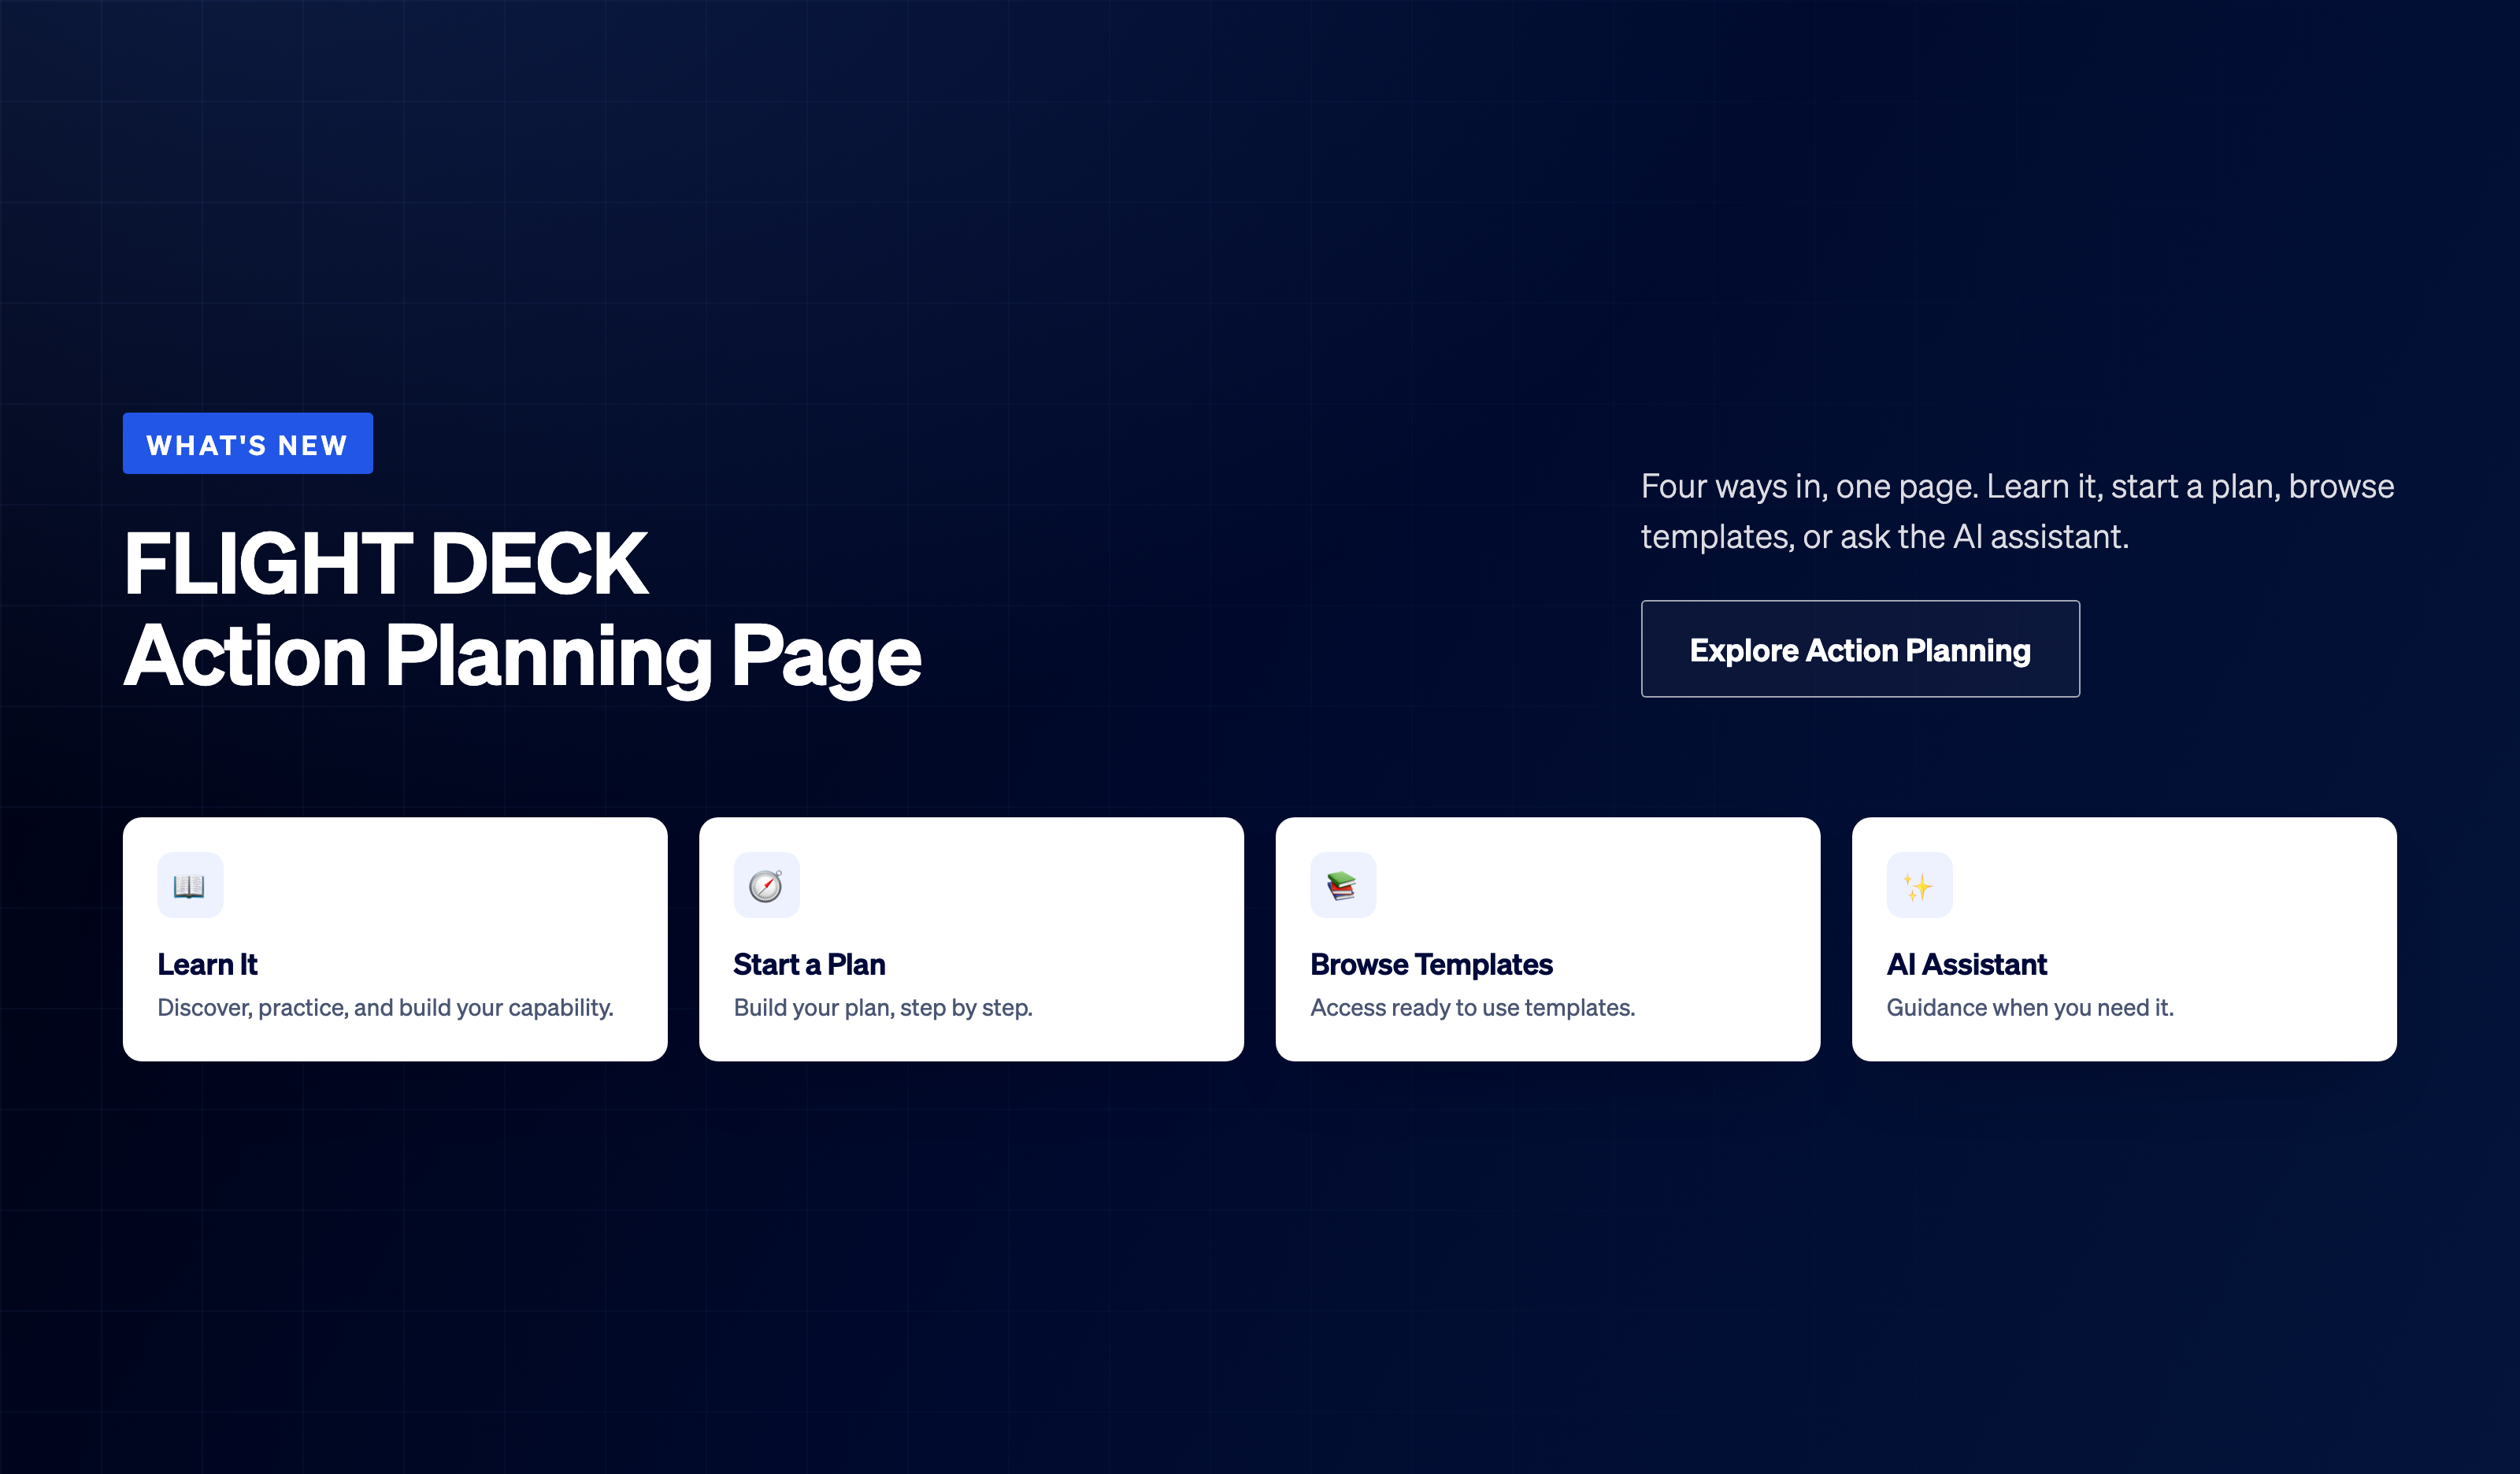 WHAT'S NEW
FLIGHT DECK
Action Planning Page
Four ways in, one page. Learn it, start a plan, browse
templates, or ask the AI assistant.
Explore Action Planning
Learn It
Discover, practice, and build your capability.
Start a Plan
Build your plan, step by step.
Browse Templates
Access ready to use templates.
AI Assistant
Guidance when you need it.